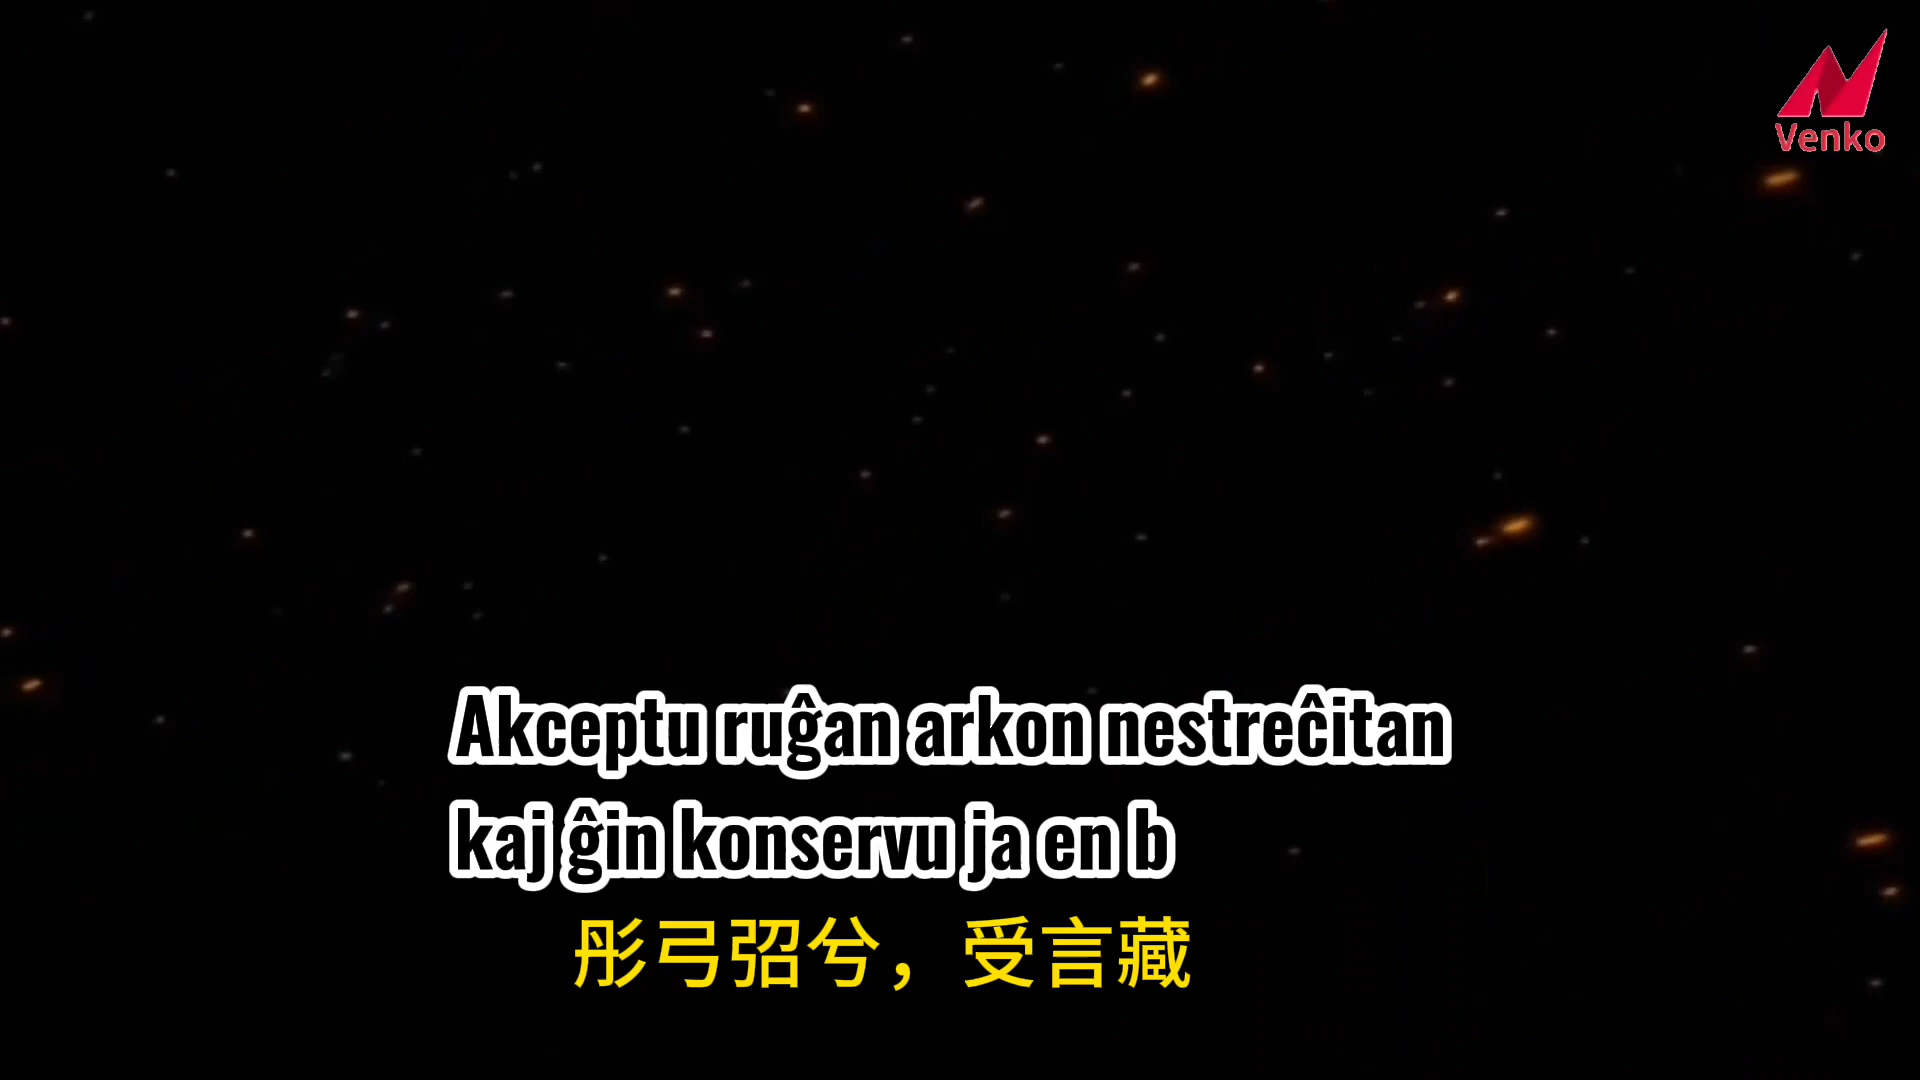 Venko
Akceptu ruĝan arkon nestreĉitan
kaj ĝin konservu ja en b
彤弓弨兮，受言藏